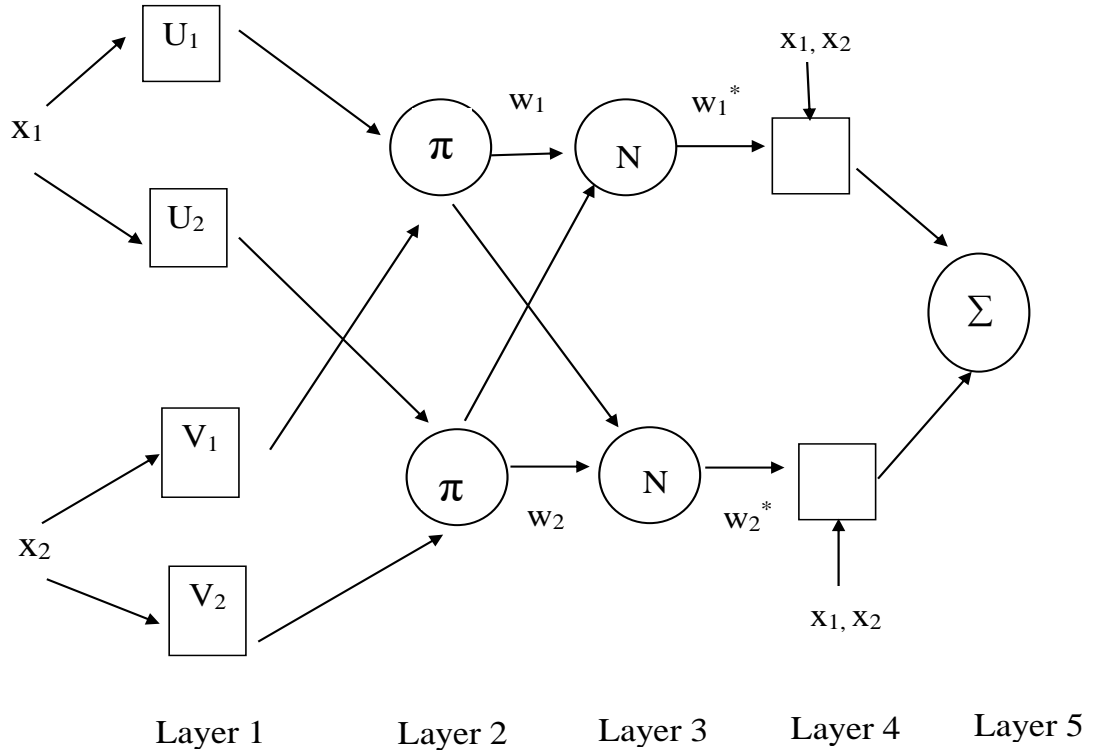 x₁, x₂
U₁
w₁
w₁*
x₁
π
N
U₂
Σ
V₁
π
N
w₂
w₂*
x₂
V₂
x₁, x₂
Layer 1
Layer 2
Layer 3
Layer 4
Layer 5